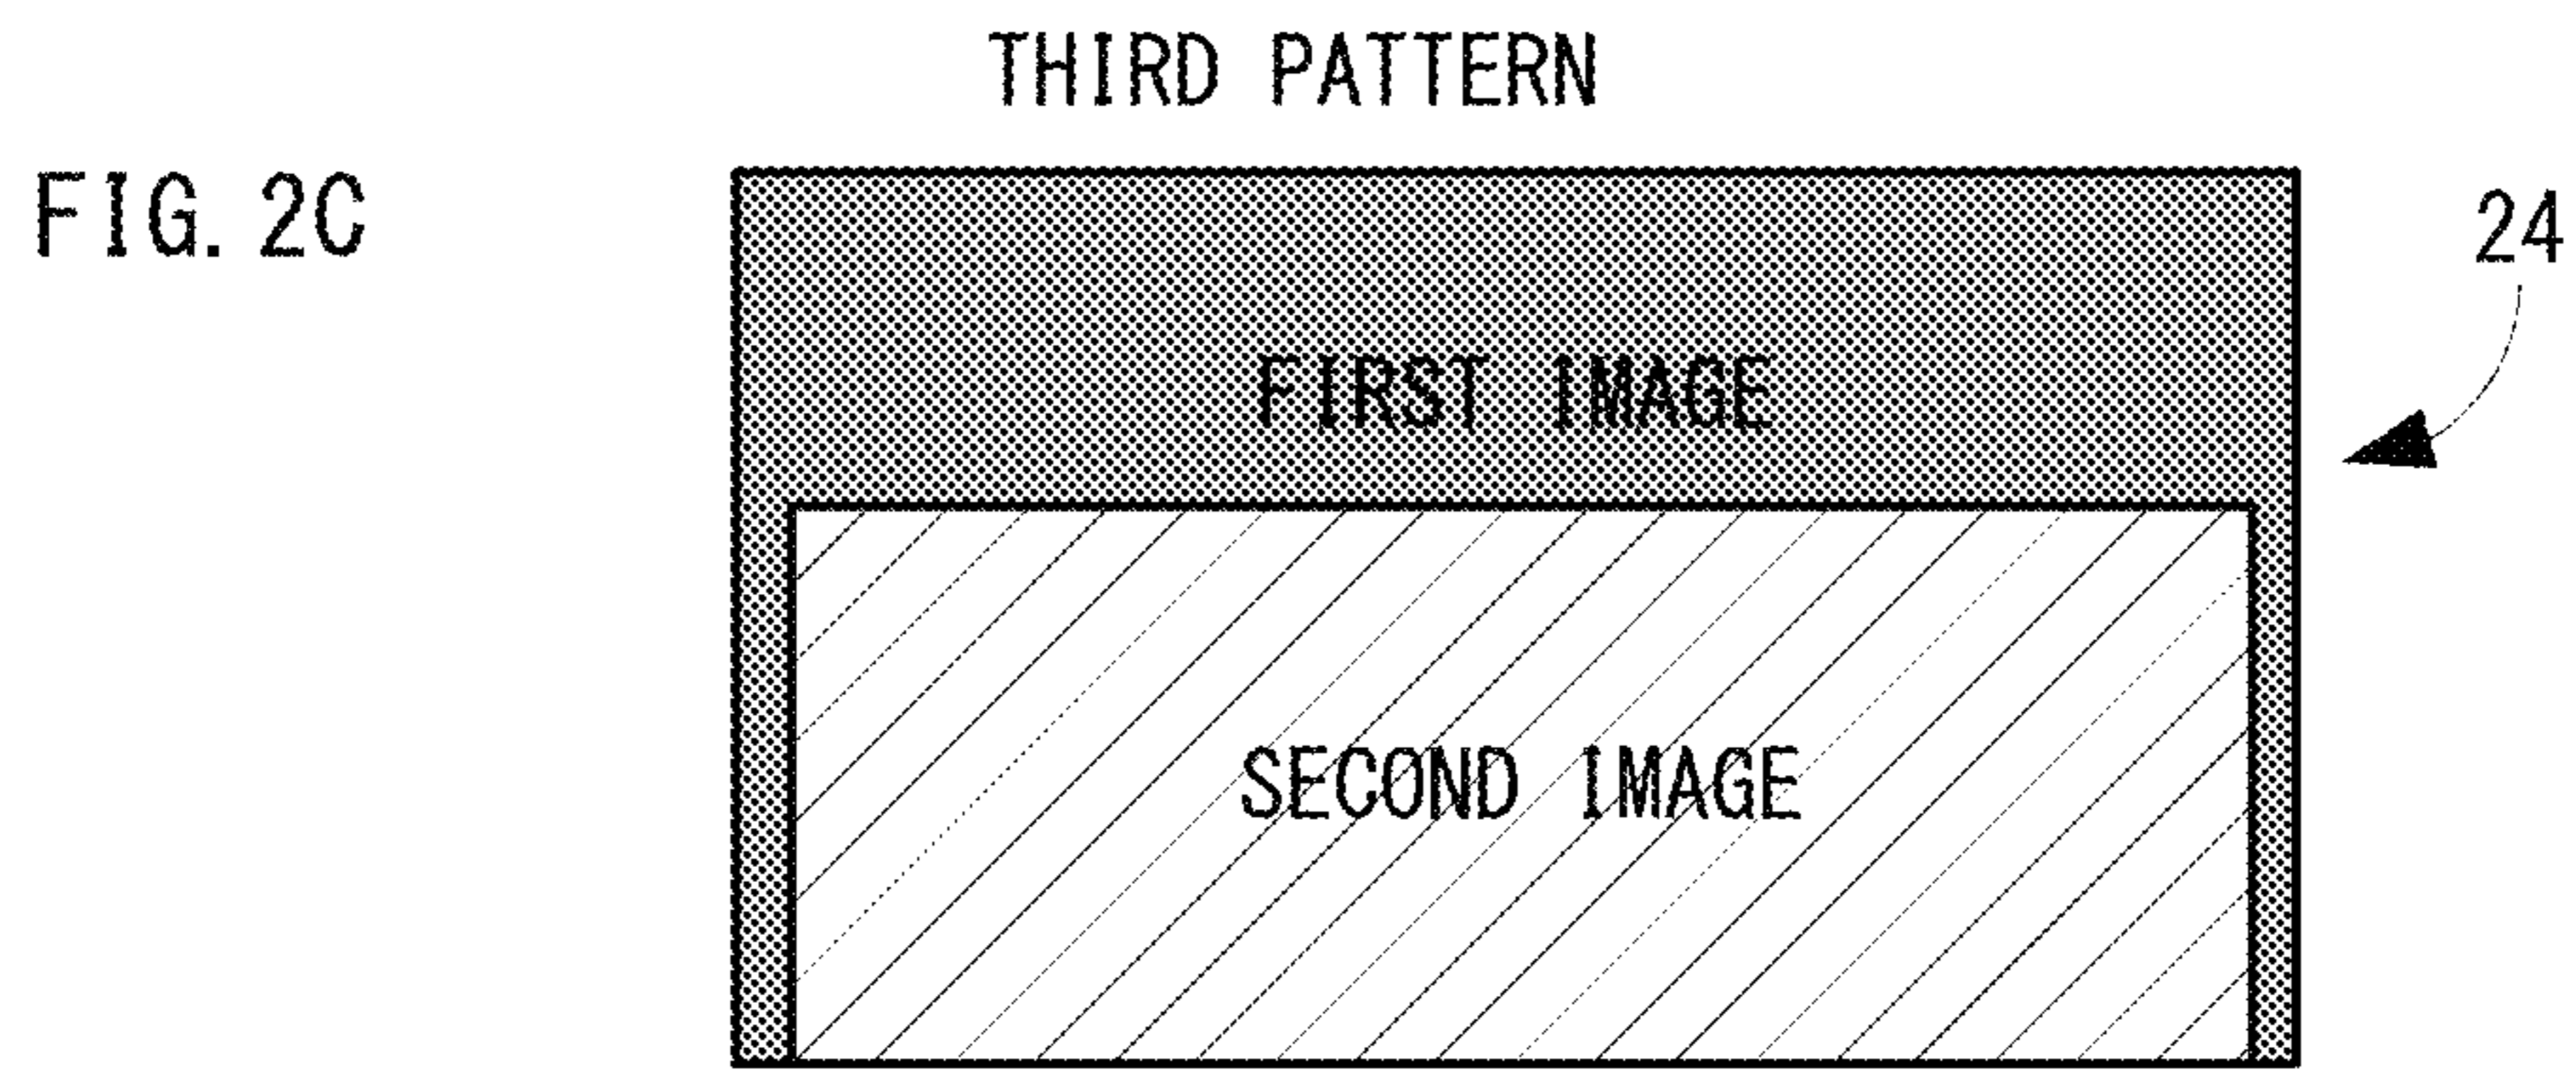 THIRD PATTERN
FIG. 2C
24
FIRST IMAGE
SECOND IMAGE